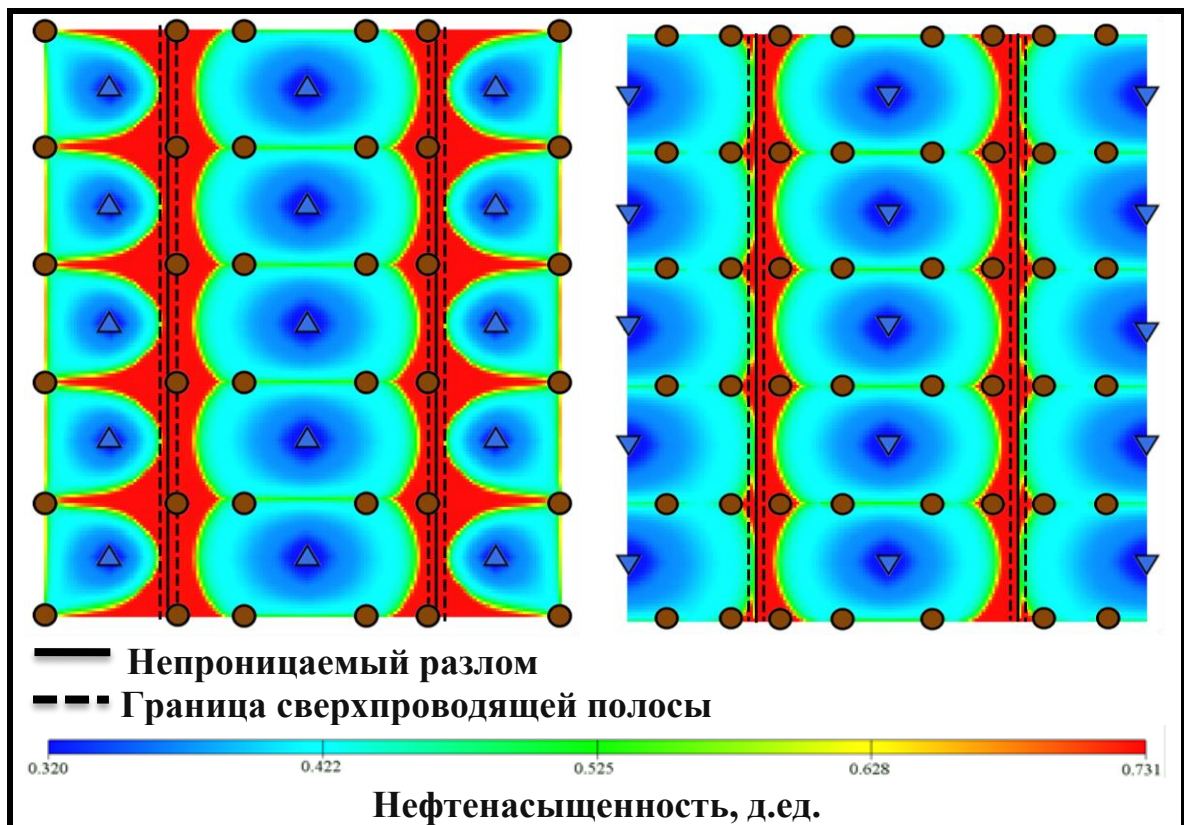 Непроницаемый разлом
Граница сверхпроводящей полосы
0.320 0.422 0.525 0.628 0.731
Нефтенасыщенность, д.ед.